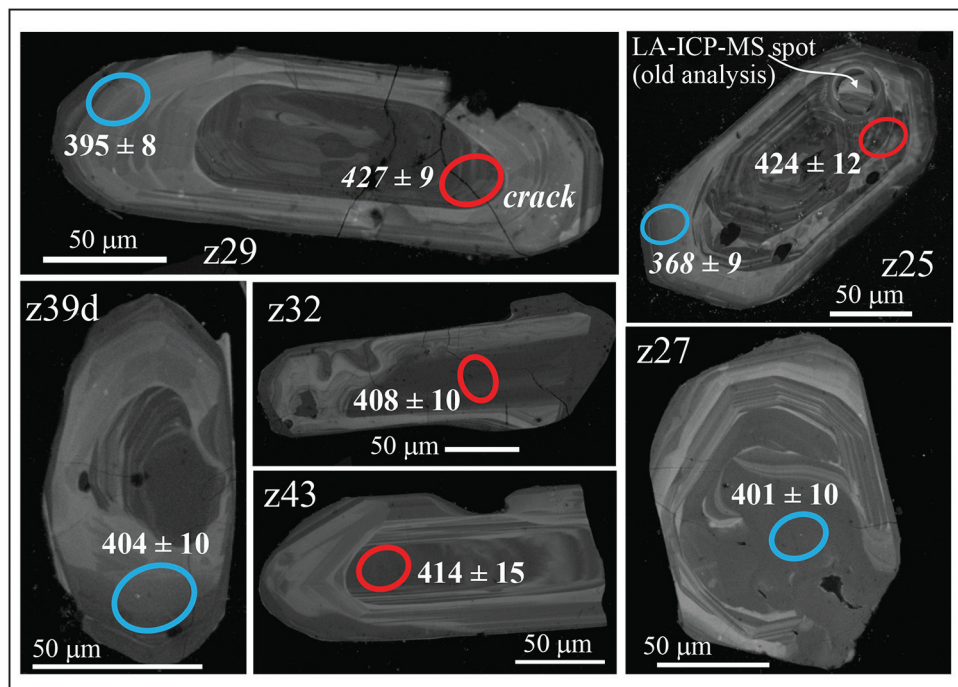 395 ± 8
427 ± 9
crack
50 µm
z29
LA-ICP-MS spot
(old analysis)
424 ± 12
368 ± 9
z25
50 µm
z39d
404 ± 10
50 µm
z32
408 ± 10
50 µm
z43
414 ± 15
50 µm
z27
401 ± 10
50 µm